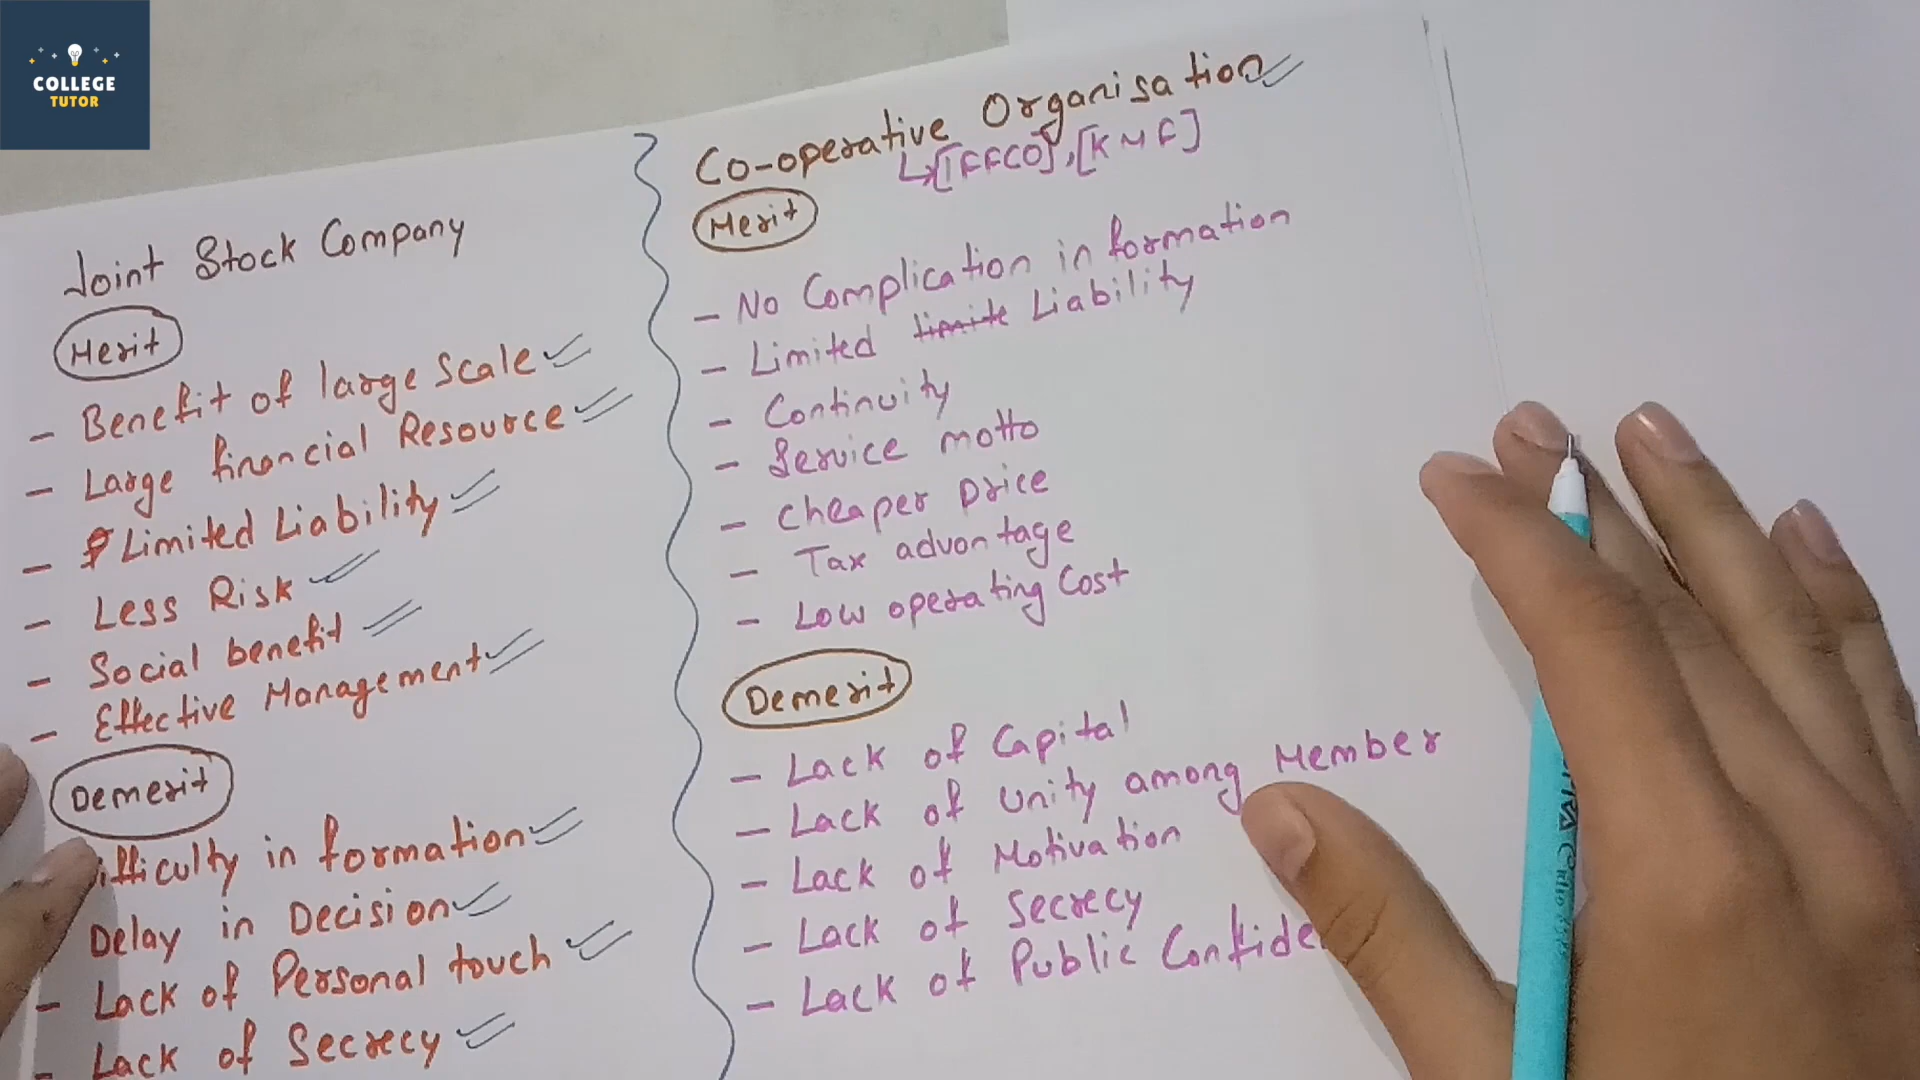 COLLEGE
TUTOR
Joint Stock Company
Merit
- Benefit of large Scale
- Large financial Resource
- Limited Liability
- Less Risk
- Social benefit
- Effective Management
Demerit
ifficulty in formation
Delay in Decision
- Lack of Personal touch
- Lack of Secrecy
Co-operative Organisation
↳[IFFCO],[KMF]
Merit
- No Complication in formation
- Limited limite Liability
- Continuity
- Service motto
- Cheaper Price
- Tax advantage
- Low operating Cost
Demerit
- Lack of Capital
- Lack of Unity among Member
- Lack of Motivation
- Lack of Secrecy
- Lack of Public Confide